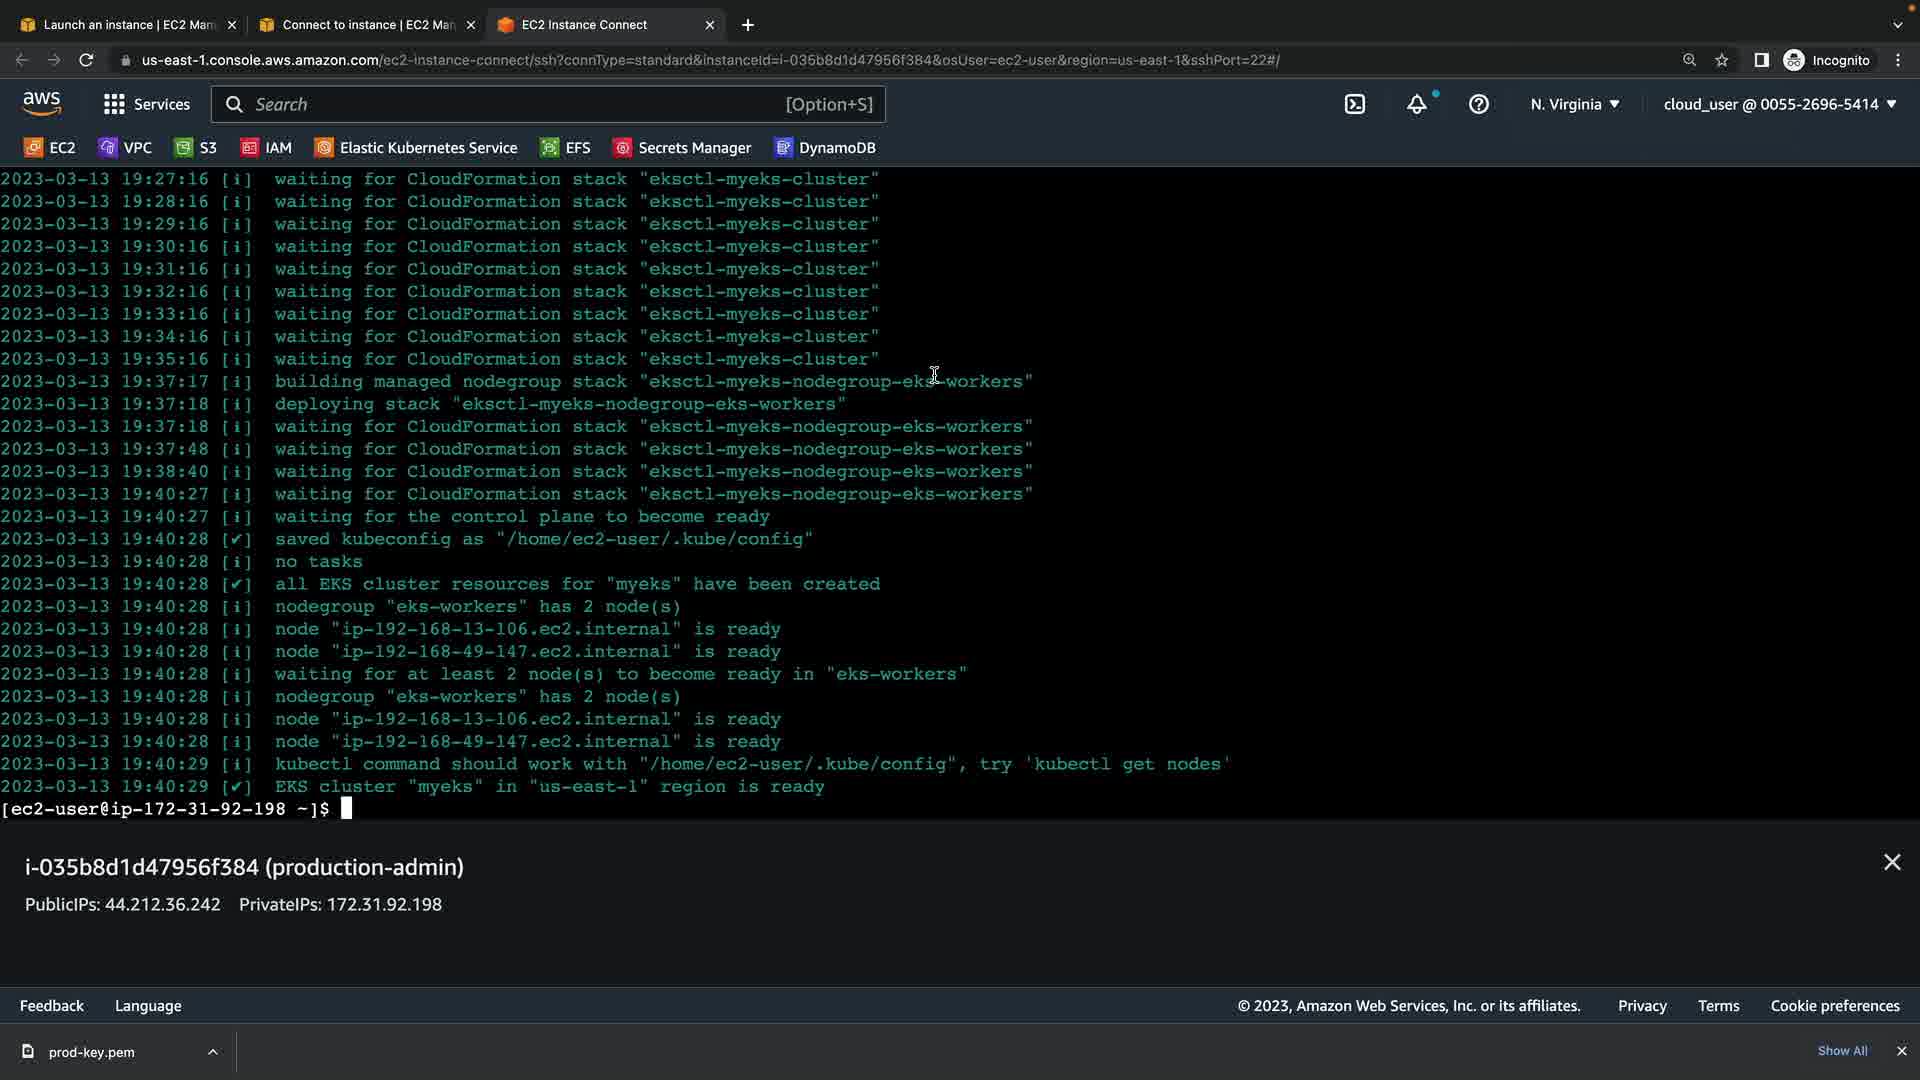 Launch an instance | EC2 Man
Connect to instance | EC2 Man
EC2 Instance Connect
us-east-1.console.aws.amazon.com/ec2-instance-connect/ssh?connType=standard&instanceId=i-035b8d1d47956f384&osUser=ec2-user&region=us-east-1&sshPort=22#/
Incognito
aws
Services
Search
[Option+S]
N. Virginia
cloud_user @ 0055-2696-5414
EC2
VPC
S3
IAM
Elastic Kubernetes Service
EFS
Secrets Manager
DynamoDB
2023-03-13 19:27:16 [ℹ]  waiting for CloudFormation stack "eksctl-myeks-cluster"
2023-03-13 19:28:16 [ℹ]  waiting for CloudFormation stack "eksctl-myeks-cluster"
2023-03-13 19:29:16 [ℹ]  waiting for CloudFormation stack "eksctl-myeks-cluster"
2023-03-13 19:30:16 [ℹ]  waiting for CloudFormation stack "eksctl-myeks-cluster"
2023-03-13 19:31:16 [ℹ]  waiting for CloudFormation stack "eksctl-myeks-cluster"
2023-03-13 19:32:16 [ℹ]  waiting for CloudFormation stack "eksctl-myeks-cluster"
2023-03-13 19:33:16 [ℹ]  waiting for CloudFormation stack "eksctl-myeks-cluster"
2023-03-13 19:34:16 [ℹ]  waiting for CloudFormation stack "eksctl-myeks-cluster"
2023-03-13 19:35:16 [ℹ]  waiting for CloudFormation stack "eksctl-myeks-cluster"
2023-03-13 19:37:17 [ℹ]  building managed nodegroup stack "eksctl-myeks-nodegroup-eks-workers"
2023-03-13 19:37:18 [ℹ]  deploying stack "eksctl-myeks-nodegroup-eks-workers"
2023-03-13 19:37:18 [ℹ]  waiting for CloudFormation stack "eksctl-myeks-nodegroup-eks-workers"
2023-03-13 19:37:48 [ℹ]  waiting for CloudFormation stack "eksctl-myeks-nodegroup-eks-workers"
2023-03-13 19:38:40 [ℹ]  waiting for CloudFormation stack "eksctl-myeks-nodegroup-eks-workers"
2023-03-13 19:40:27 [ℹ]  waiting for CloudFormation stack "eksctl-myeks-nodegroup-eks-workers"
2023-03-13 19:40:27 [ℹ]  waiting for the control plane to become ready
2023-03-13 19:40:28 [✔]  saved kubeconfig as "/home/ec2-user/.kube/config"
2023-03-13 19:40:28 [ℹ]  no tasks
2023-03-13 19:40:28 [✔]  all EKS cluster resources for "myeks" have been created
2023-03-13 19:40:28 [ℹ]  nodegroup "eks-workers" has 2 node(s)
2023-03-13 19:40:28 [ℹ]  node "ip-192-168-13-106.ec2.internal" is ready
2023-03-13 19:40:28 [ℹ]  node "ip-192-168-49-147.ec2.internal" is ready
2023-03-13 19:40:28 [ℹ]  waiting for at least 2 node(s) to become ready in "eks-workers"
2023-03-13 19:40:28 [ℹ]  nodegroup "eks-workers" has 2 node(s)
2023-03-13 19:40:28 [ℹ]  node "ip-192-168-13-106.ec2.internal" is ready
2023-03-13 19:40:28 [ℹ]  node "ip-192-168-49-147.ec2.internal" is ready
2023-03-13 19:40:29 [ℹ]  kubectl command should work with "/home/ec2-user/.kube/config", try 'kubectl get nodes'
2023-03-13 19:40:29 [✔]  EKS cluster "myeks" in "us-east-1" region is ready
[ec2-user@ip-172-31-92-198 ~]$
i-035b8d1d47956f384 (production-admin)
PublicIPs: 44.212.36.242 PrivateIPs: 172.31.92.198
Feedback
Language
© 2023, Amazon Web Services, Inc. or its affiliates.
Privacy
Terms
Cookie preferences
prod-key.pem
Show All